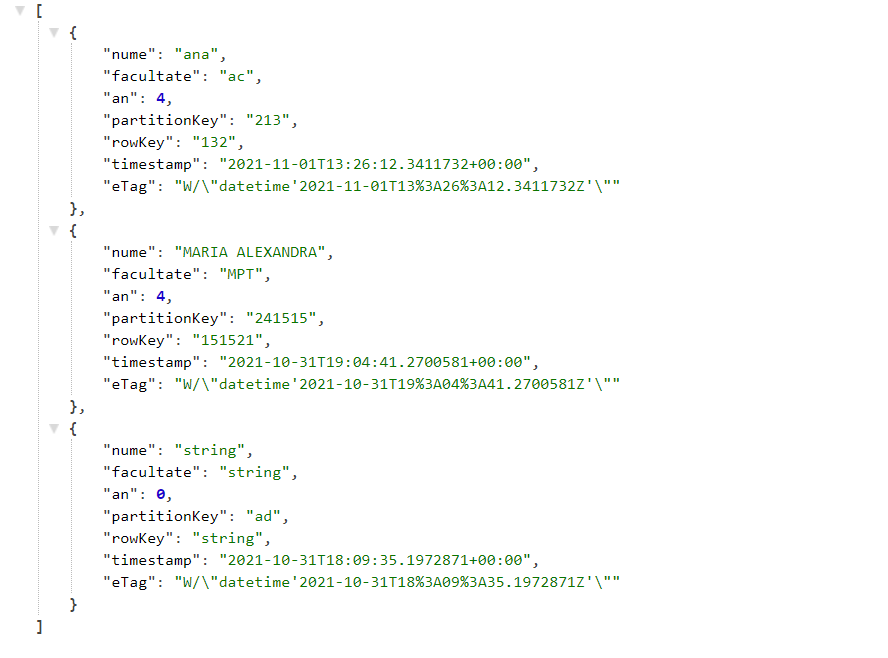 [
{
"nume": "ana",
"facultate": "ac",
"an": 4,
"partitionKey": "213",
"rowKey": "132",
"timestamp": "2021-11-01T13:26:12.3411732+00:00",
"eTag": "W/\"datetime'2021-11-01T13%3A26%3A12.3411732Z'\""
},
{
"nume": "MARIA ALEXANDRA",
"facultate": "MPT",
"an": 4,
"partitionKey": "241515",
"rowKey": "151521",
"timestamp": "2021-10-31T19:04:41.2700581+00:00",
"eTag": "W/\"datetime'2021-10-31T19%3A04%3A41.2700581Z'\""
},
{
"nume": "string",
"facultate": "string",
"an": 0,
"partitionKey": "ad",
"rowKey": "string",
"timestamp": "2021-10-31T18:09:35.1972871+00:00",
"eTag": "W/\"datetime'2021-10-31T18%3A09%3A35.1972871Z'\""
}
]